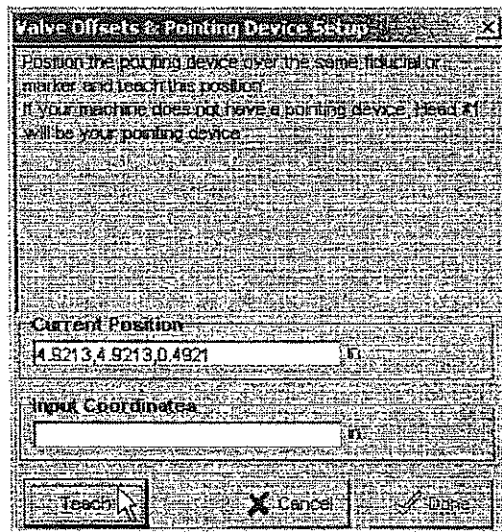 Valve Offsets & Pointing Device Setup
Position the pointing device over the same fiducial or
marker and teach this position.
If your machine does not have a pointing device, Head #1
will be your pointing device
Current Position
4.9213,4.9213,0.4921 in
Input Coordinates
in
Teach Cancel Done